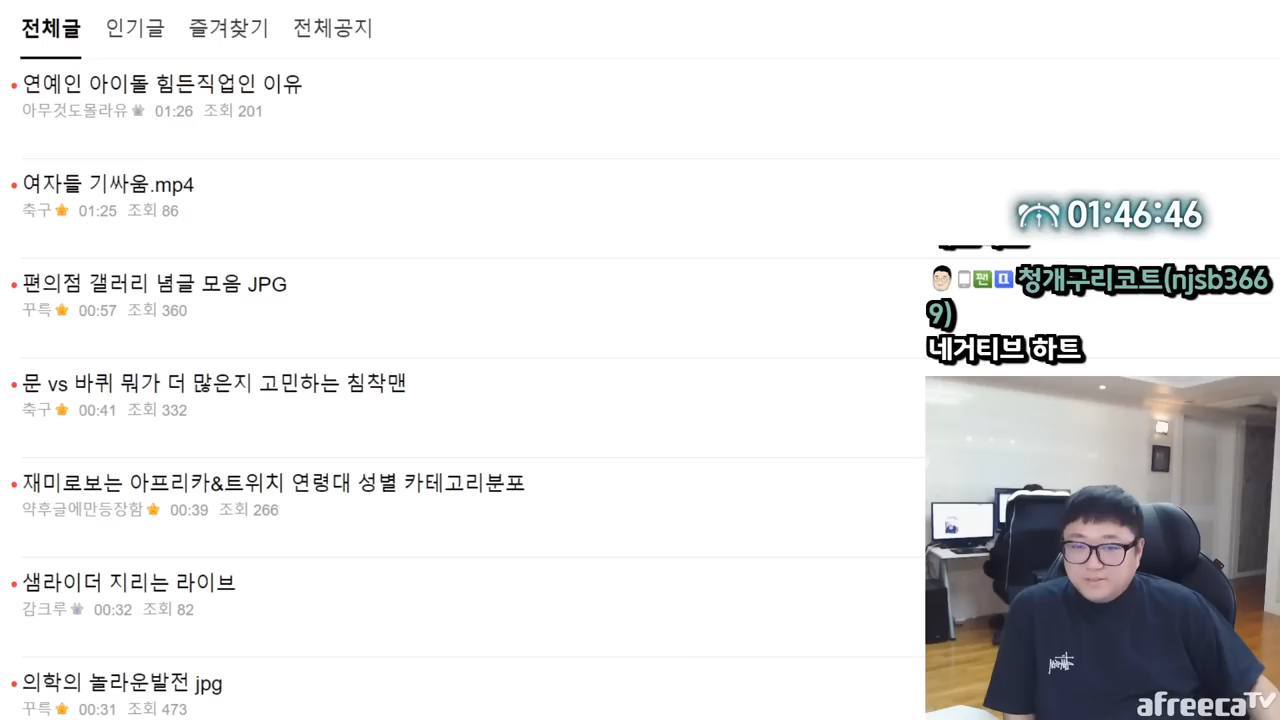 전체글 인기글 즐겨찾기 전체공지
연예인 아이돌 힘든직업인 이유
아무것도몰라유 01:26 조회 201
여자들 기싸움.mp4
축구 01:25 조회 86
01:46:46
편의점 갤러리 념글 모음 JPG
꾸륵 00:57 조회 360
팬 청개구리코트(njsb366
9)
네거티브 하트
문 vs 바퀴 뭐가 더 많은지 고민하는 침착맨
축구 00:41 조회 332
재미로보는 아프리카&트위치 연령대 성별 카테고리분포
약후글에만등장함 00:39 조회 266
샘라이더 지리는 라이브
감크루 00:32 조회 82
의학의 놀라운발전 jpg
꾸륵 00:31 조회 473
afreecaTV